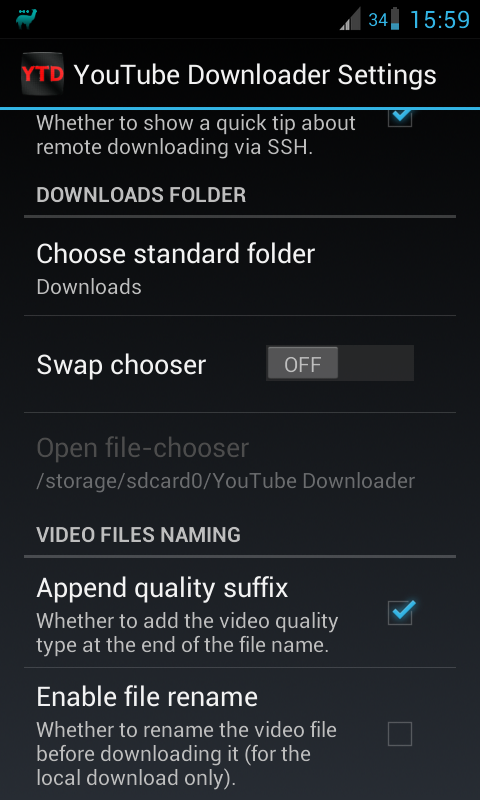 34 15:59
YTD YouTube Downloader Settings
Whether to show a quick tip about
remote downloading via SSH.
DOWNLOADS FOLDER
Choose standard folder
Downloads
Swap chooser OFF
Open file-chooser
/storage/sdcard0/YouTube Downloader
VIDEO FILES NAMING
Append quality suffix
Whether to add the video quality
type at the end of the file name.
Enable file rename
Whether to rename the video file
before downloading it (for the
local download only).